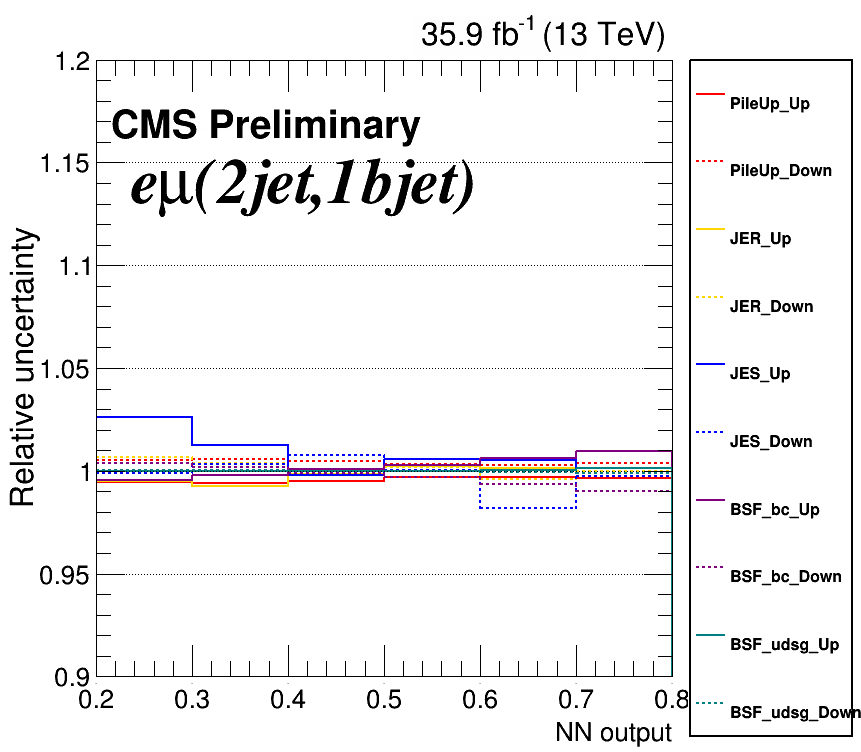 35.9 fb⁻¹ (13 TeV)
CMS Preliminary
eμ(2jet,1bjet)
Relative uncertainty
1.2
1.15
1.1
1.05
1
0.95
0.9
0.2 0.3 0.4 0.5 0.6 0.7 0.8
NN output
PileUp_Up
PileUp_Down
JER_Up
JER_Down
JES_Up
JES_Down
BSF_bc_Up
BSF_bc_Down
BSF_udsg_Up
BSF_udsg_Down